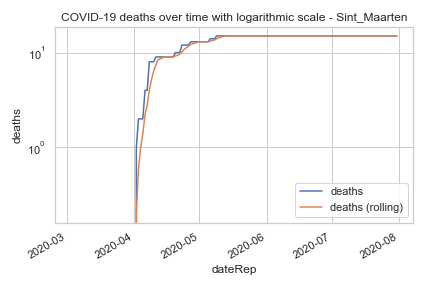 COVID-19 deaths over time with logarithmic scale - Sint_Maarten
deaths
10¹
10⁰
deaths
deaths (rolling)
2020-03
2020-04
2020-05
2020-06
2020-07
2020-08
dateRep